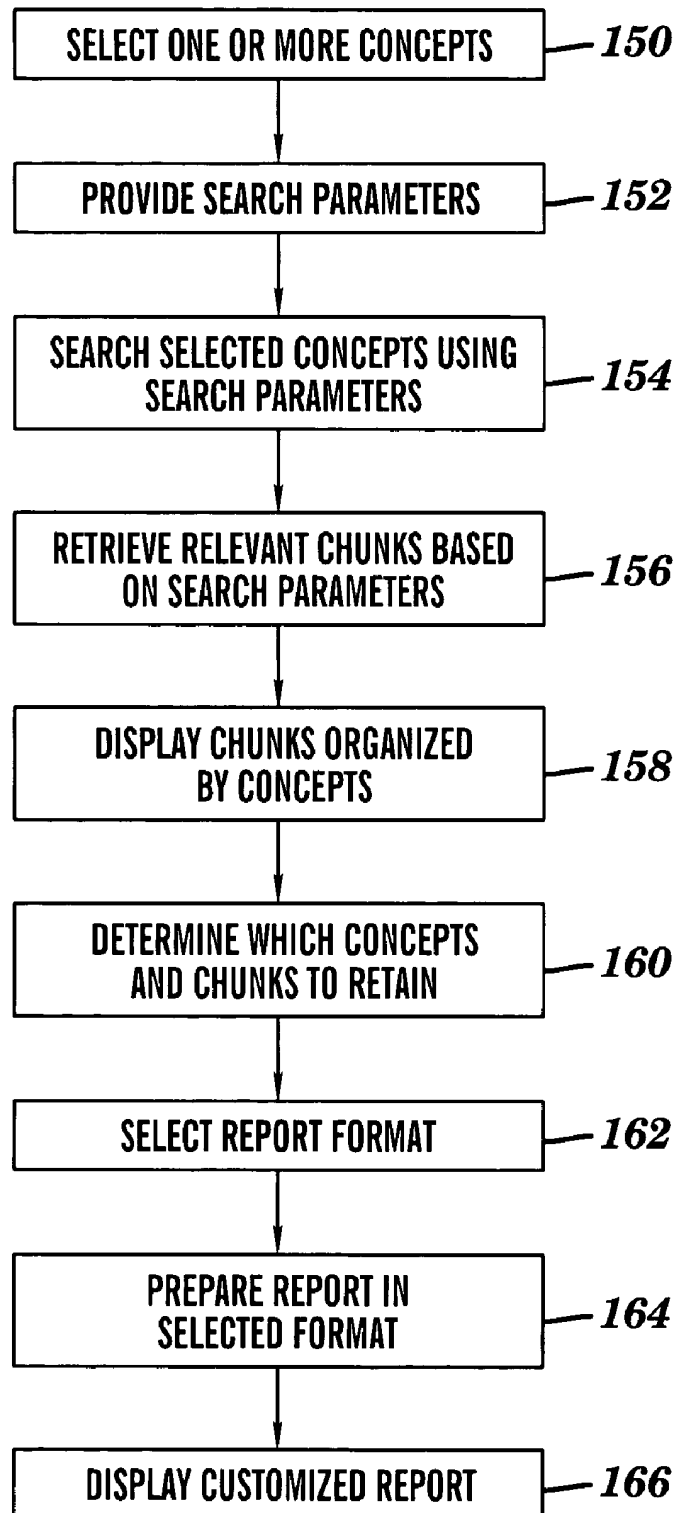 SELECT ONE OR MORE CONCEPTS 150
PROVIDE SEARCH PARAMETERS 152
SEARCH SELECTED CONCEPTS USING
SEARCH PARAMETERS 154
RETRIEVE RELEVANT CHUNKS BASED
ON SEARCH PARAMETERS 156
DISPLAY CHUNKS ORGANIZED
BY CONCEPTS 158
DETERMINE WHICH CONCEPTS
AND CHUNKS TO RETAIN 160
SELECT REPORT FORMAT 162
PREPARE REPORT IN
SELECTED FORMAT 164
DISPLAY CUSTOMIZED REPORT 166